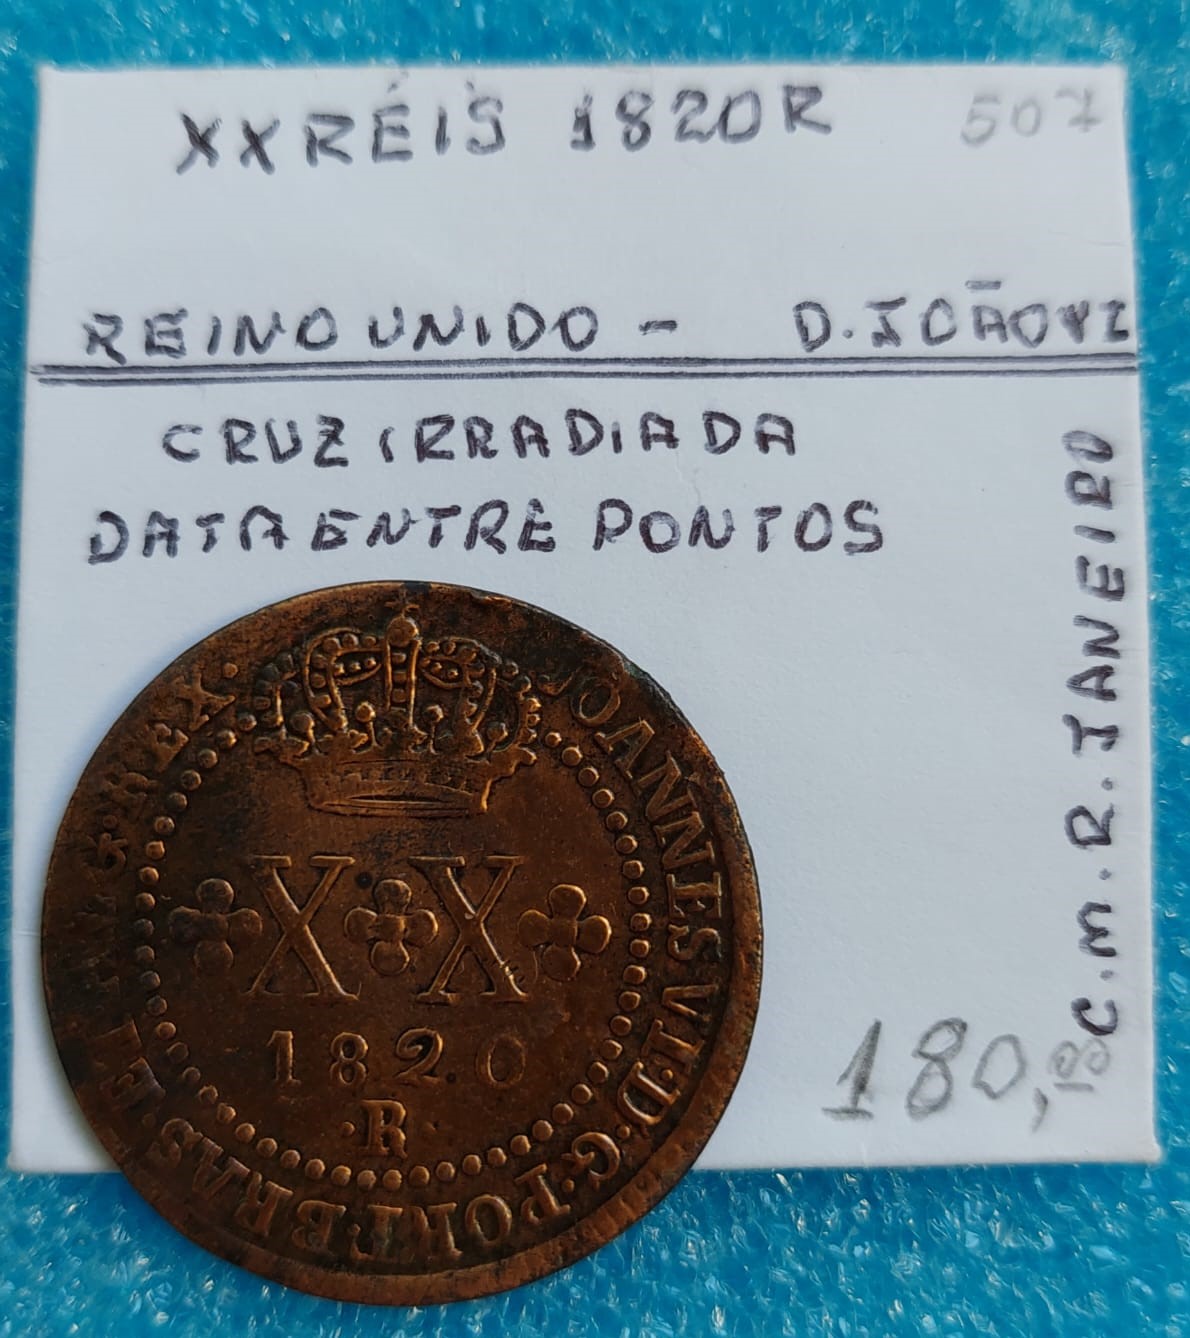 XXRÉIS 1820R 507
REINO UNIDO - D. JOÃO VI
CRUZ IRRADIADA
DATA ENTRE PONTOS
C.M.R. JANEIRO
180,00
JOANNES.VI.D.G.PORT.BRAS.ET.ALG.REX.
X X
1820
.R.